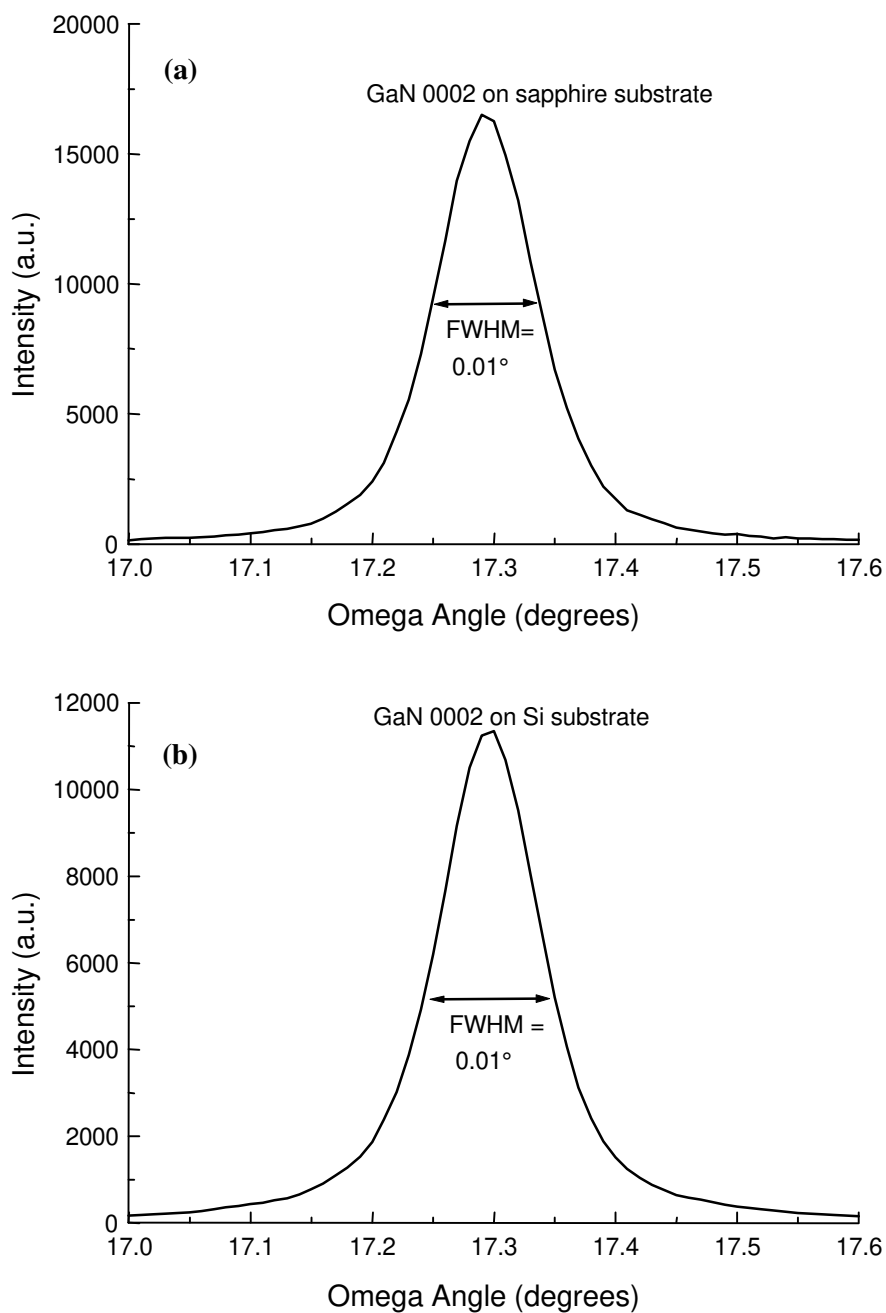 20000
(a)
GaN 0002 on sapphire substrate
15000
Intensity (a.u.)
10000
FWHM=
0.01°
5000
0
17.0 17.1 17.2 17.3 17.4 17.5 17.6
Omega Angle (degrees)
12000
GaN 0002 on Si substrate
(b)
10000
8000
Intensity (a.u.)
6000
FWHM =
0.01°
4000
2000
0
17.0 17.1 17.2 17.3 17.4 17.5 17.6
Omega Angle (degrees)